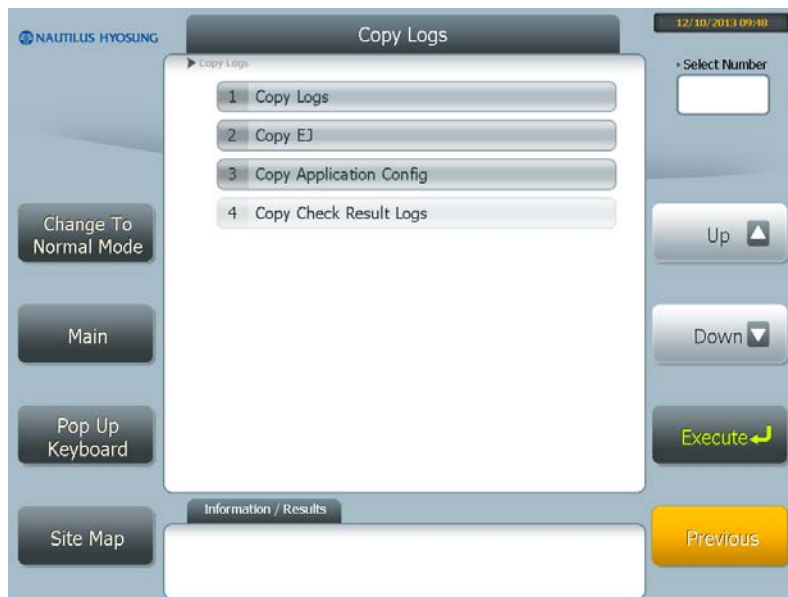 NAUTILUS HYOSUNG
Copy Logs
12/10/2013 09:48
Copy Logs
Select Number
1 Copy Logs
2 Copy EJ
3 Copy Application Config
4 Copy Check Result Logs
Change To
Normal Mode
Up
Main
Down
Pop Up
Keyboard
Execute
Information / Results
Site Map
Previous